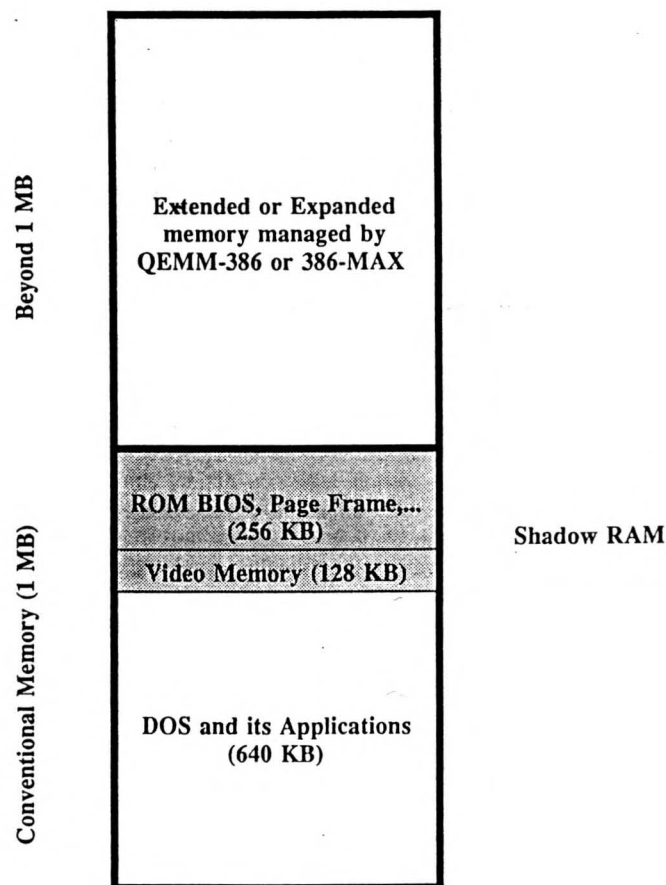 Beyond 1 MB
Extended or Expanded
memory managed by
QEMM-386 or 386-MAX
ROM BIOS, Page Frame,...
(256 KB)
Shadow RAM
Video Memory (128 KB)
Conventional Memory (1 MB)
DOS and its Applications
(640 KB)